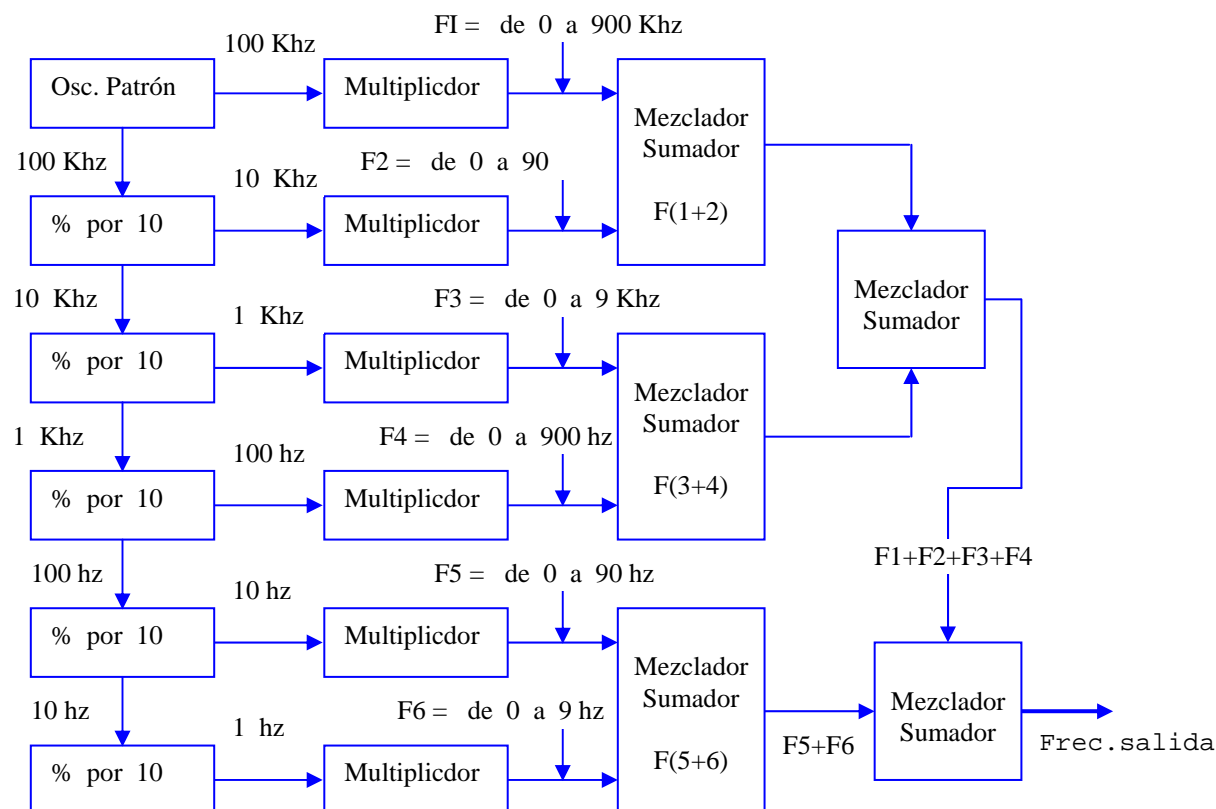 FI = de 0 a 900 Khz
100 Khz
Osc. Patrón
Multiplicdor
Mezclador
Sumador
F(1+2)
100 Khz
F2 = de 0 a 90
10 Khz
% por 10
Multiplicdor
Mezclador
Sumador
10 Khz
F3 = de 0 a 9 Khz
1 Khz
% por 10
Multiplicdor
Mezclador
Sumador
F(3+4)
1 Khz
F4 = de 0 a 900 hz
100 hz
% por 10
Multiplicdor
F1+F2+F3+F4
100 hz
F5 = de 0 a 90 hz
10 hz
% por 10
Multiplicdor
Mezclador
Sumador
F(5+6)
10 hz
F6 = de 0 a 9 hz
1 hz
% por 10
Multiplicdor
F5+F6
Mezclador
Sumador
Frec.salida